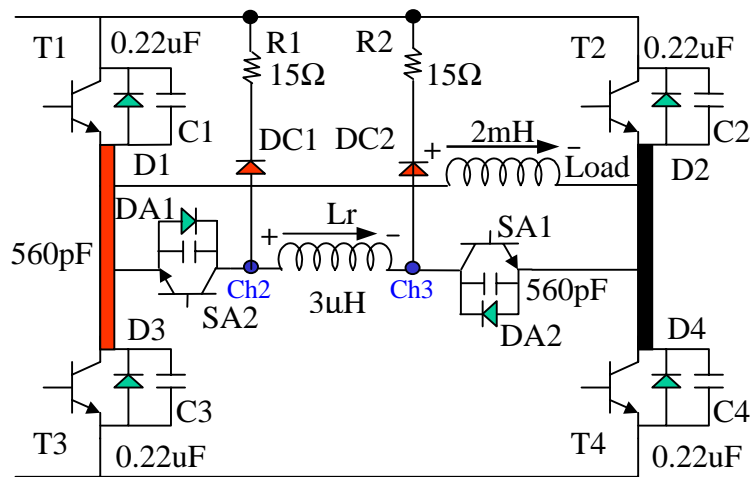 T1
0.22uF
R1
R2
T2
0.22uF
15Ω
15Ω
C1
DC1
DC2
+
2mH
−
C2
D1
Load
D2
DA1
Lr
SA1
560pF
+
−
Ch2
Ch3
560pF
SA2
3μH
DA2
D3
D4
C3
C4
T3
0.22uF
T4
0.22uF